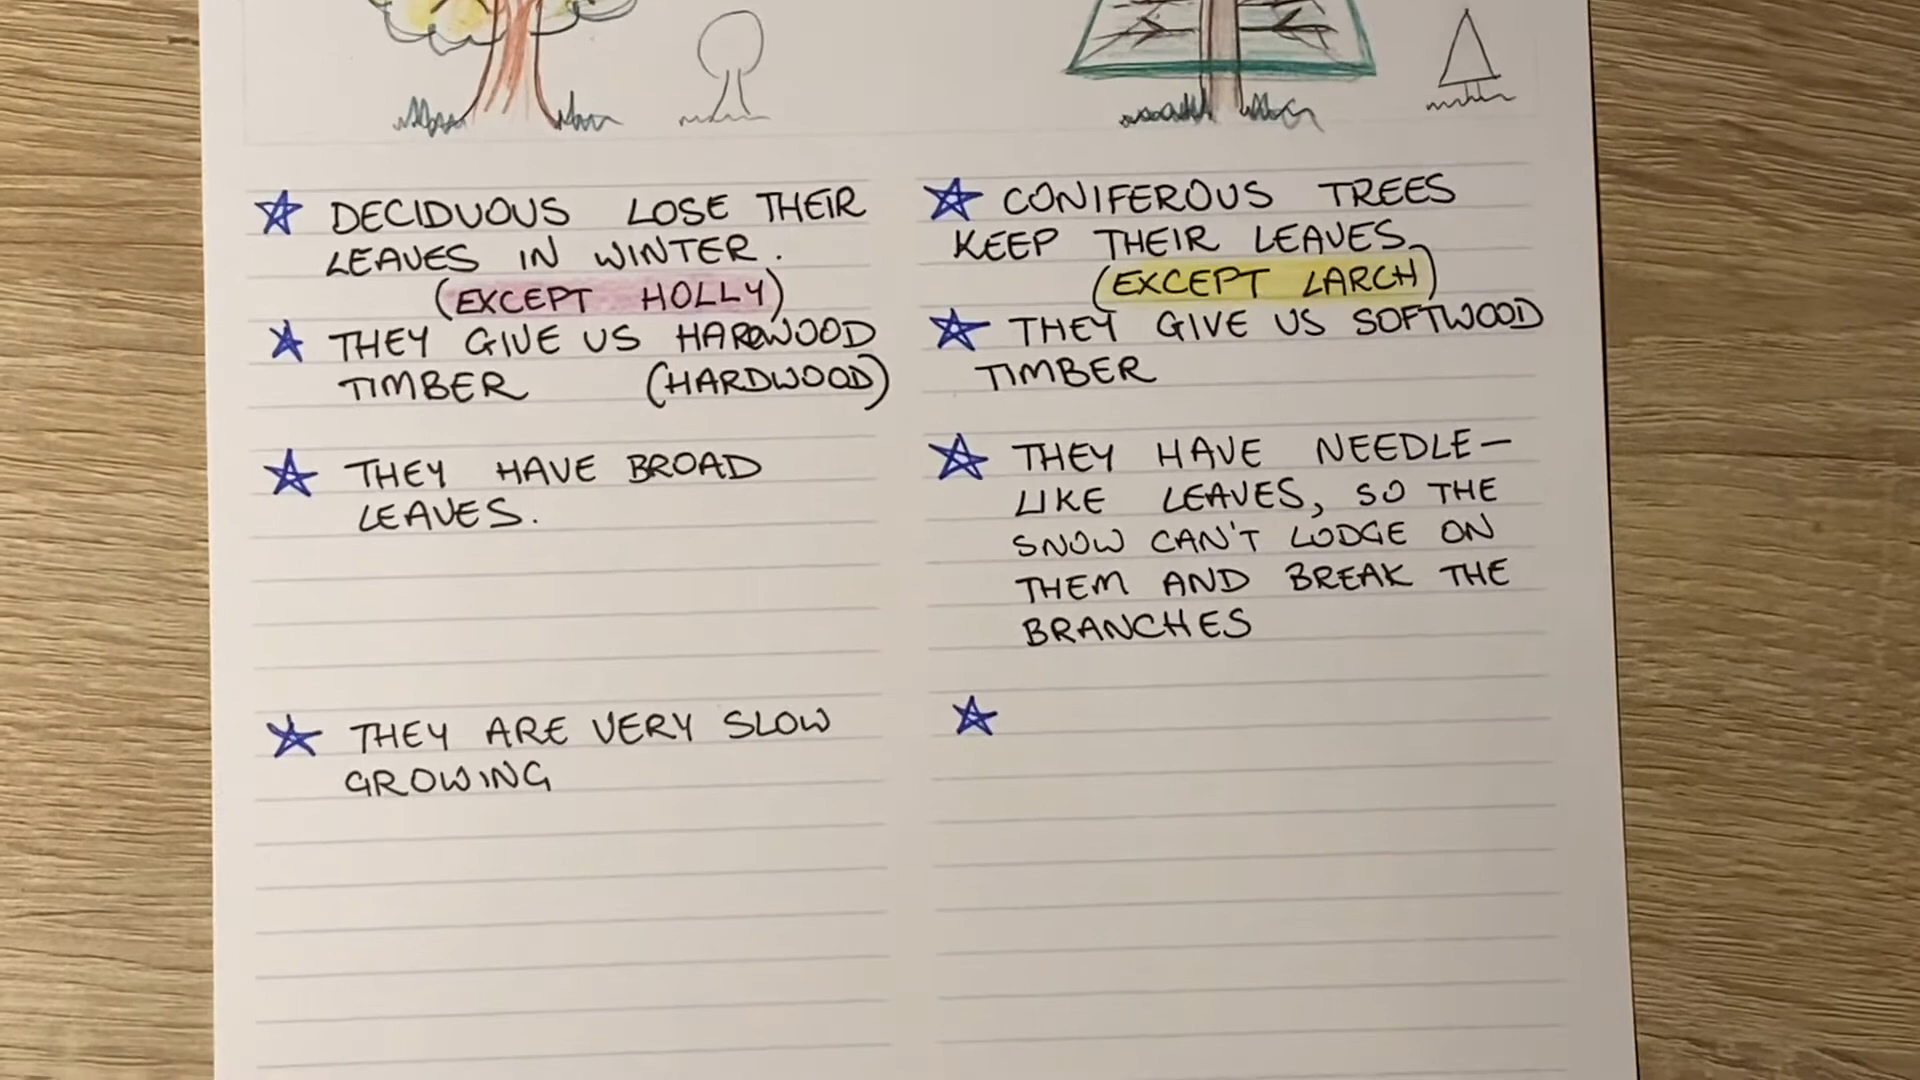 DECIDUOUS LOSE THEIR
LEAVES IN WINTER.
(EXCEPT HOLLY)
THEY GIVE US HARDWOOD
TIMBER (HARDWOOD)
THEY HAVE BROAD
LEAVES.
THEY ARE VERY SLOW
GROWING
CONIFEROUS TREES
KEEP THEIR LEAVES
(EXCEPT LARCH)
THEY GIVE US SOFTWOOD
TIMBER
THEY HAVE NEEDLE-
LIKE LEAVES, SO THE
SNOW CAN'T LODGE ON
THEM AND BREAK THE
BRANCHES